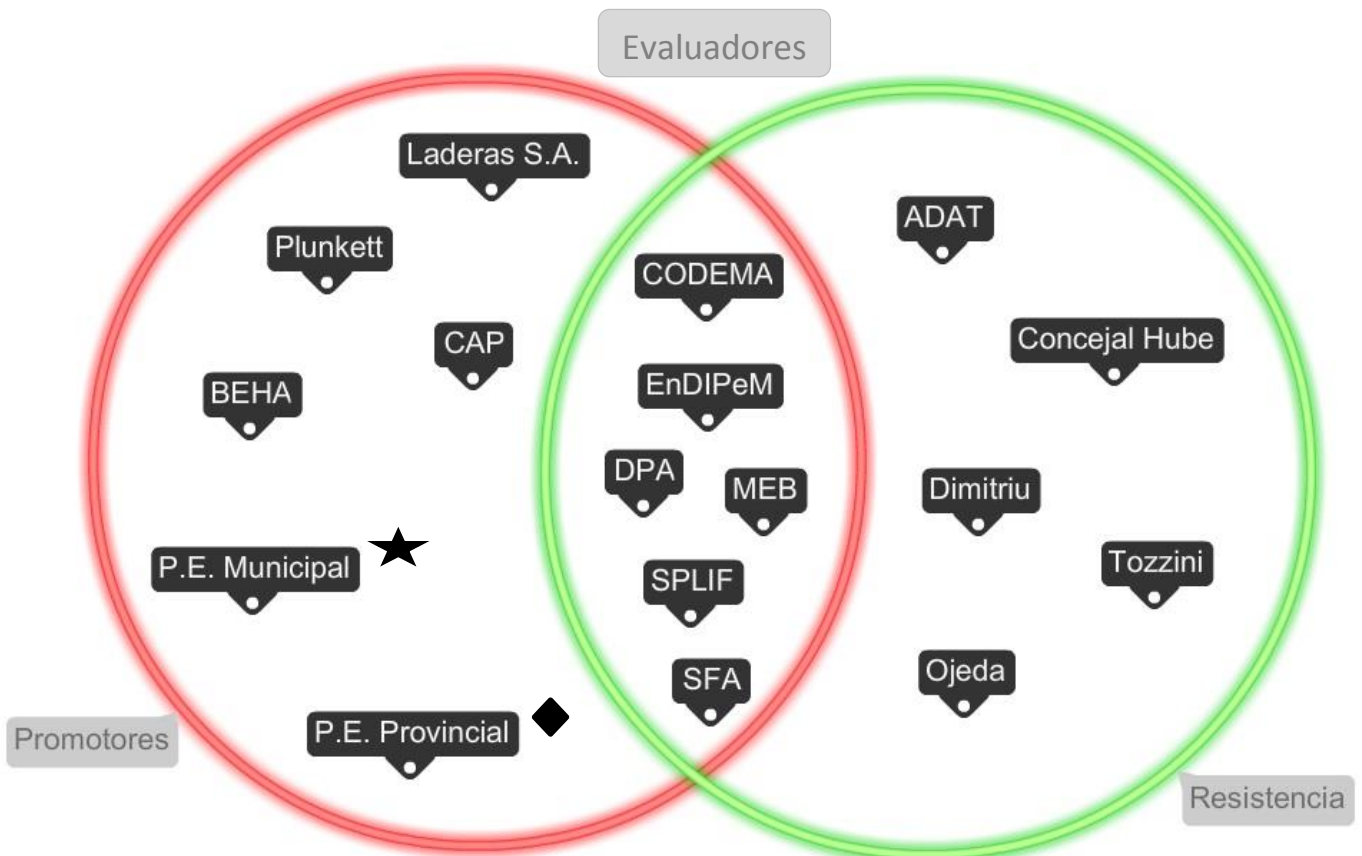 Evaluadores
Laderas S.A.
ADAT
Plunkett
CODEMA
CAP
Concejal Hube
BEHA
EnDIPeM
DPA
MEB
Dimitriu
P.E. Municipal
SPLIF
Tozzini
SFA
Ojeda
P.E. Provincial
Promotores
Resistencia